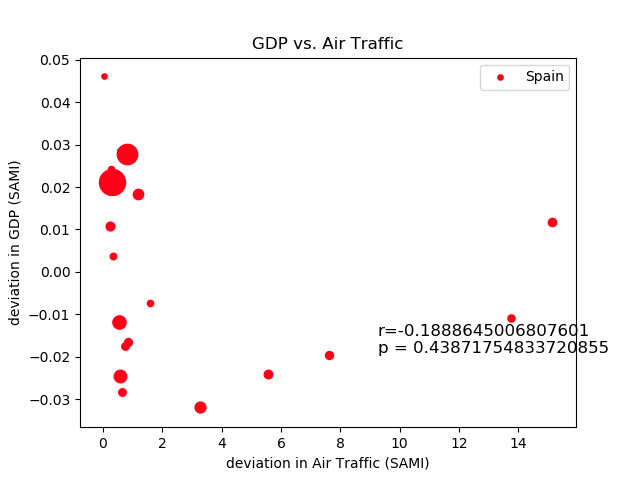 GDP vs. Air Traffic
Spain
0.05
0.04
0.03
0.02
0.01
0.00
−0.01
−0.02
−0.03
deviation in GDP (SAMI)
r=-0.1888645006807601
p = 0.43871754833720855
0 2 4 6 8 10 12 14
deviation in Air Traffic (SAMI)